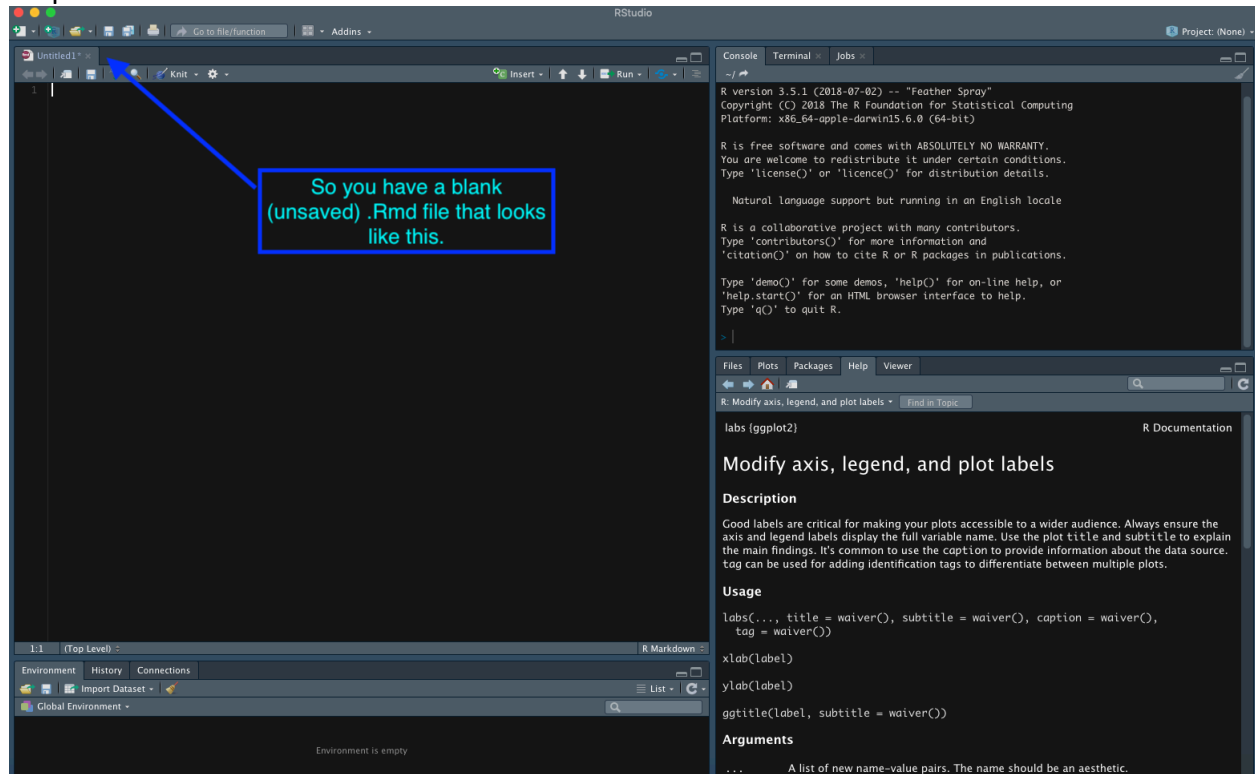 RStudio
Go to file/function
Addins
Project: (None)
Untitled1*
Knit
Insert
Run
1
So you have a blank
(unsaved) .Rmd file that looks
like this.
1:1 (Top Level)
R Markdown
Environment History Connections
Import Dataset
List
Global Environment
Environment is empty
Console Terminal Jobs
~/
R version 3.5.1 (2018-07-02) -- "Feather Spray"
Copyright (C) 2018 The R Foundation for Statistical Computing
Platform: x86_64-apple-darwin15.6.0 (64-bit)
R is free software and comes with ABSOLUTELY NO WARRANTY.
You are welcome to redistribute it under certain conditions.
Type 'license()' or 'licence()' for distribution details.
Natural language support but running in an English locale
R is a collaborative project with many contributors.
Type 'contributors()' for more information and
'citation()' on how to cite R or R packages in publications.
Type 'demo()' for some demos, 'help()' for on-line help, or
'help.start()' for an HTML browser interface to help.
Type 'q()' to quit R.
>
Files Plots Packages Help Viewer
R: Modify axis, legend, and plot labels
Find in Topic
labs {ggplot2}
R Documentation
Modify axis, legend, and plot labels
Description
Good labels are critical for making your plots accessible to a wider audience. Always ensure the
axis and legend labels display the full variable name. Use the plot title and subtitle to explain
the main findings. It's common to use the caption to provide information about the data source.
tag can be used for adding identification tags to differentiate between multiple plots.
Usage
labs(..., title = waiver(), subtitle = waiver(), caption = waiver(),
tag = waiver())
xlab(label)
ylab(label)
ggtitle(label, subtitle = waiver())
Arguments
... A list of new name-value pairs. The name should be an aesthetic.